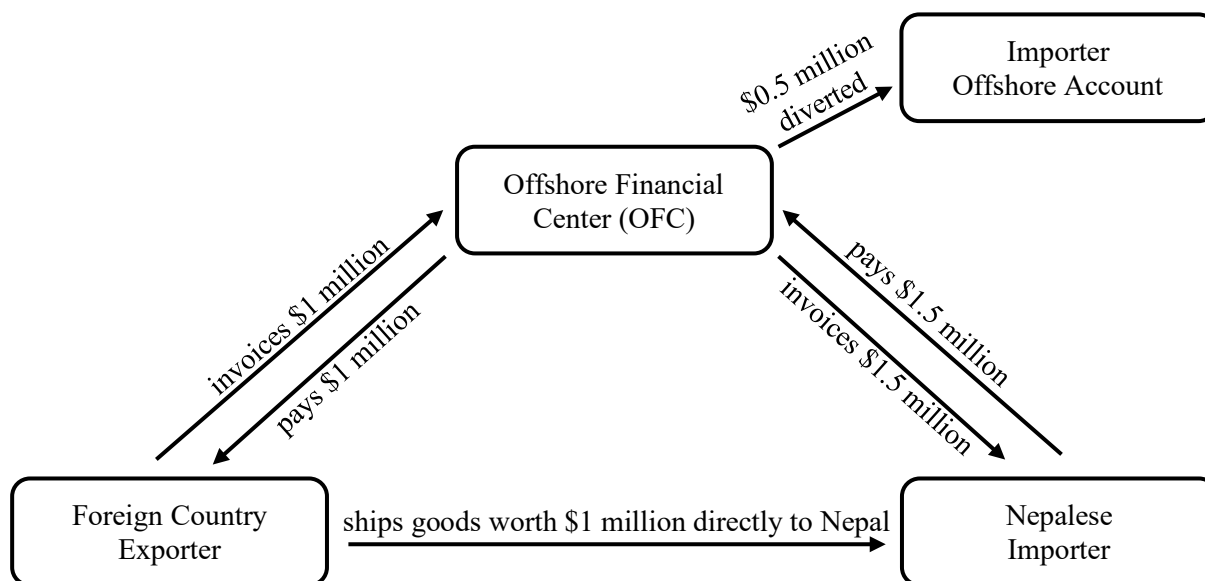 Importer
Offshore Account
$0.5 million
diverted
Offshore Financial
Center (OFC)
invoices $1 million
pays $1 million
pays $1.5 million
invoices $1.5 million
Foreign Country
Exporter
ships goods worth $1 million directly to Nepal
Nepalese
Importer